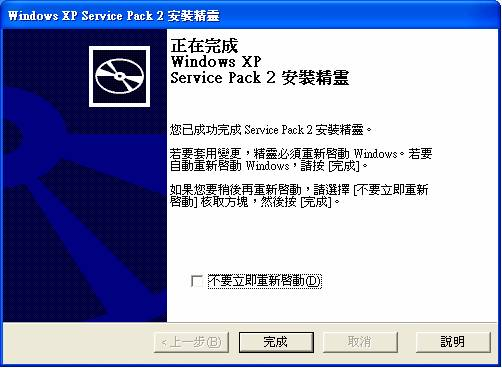 Windows XP Service Pack 2 安裝精靈
正在完成
Windows XP
Service Pack 2 安裝精靈
您已成功完成 Service Pack 2 安裝精靈。
若要套用變更，精靈必須重新啟動 Windows。若要
自動重新啟動 Windows，請按 [完成]。
如果您要稍後再重新啟動，請選擇 [不要立即重新
啟動] 核取方塊，然後按 [完成]。
不要立即重新啟動(D)
<上一步(B)
完成
取消
說明